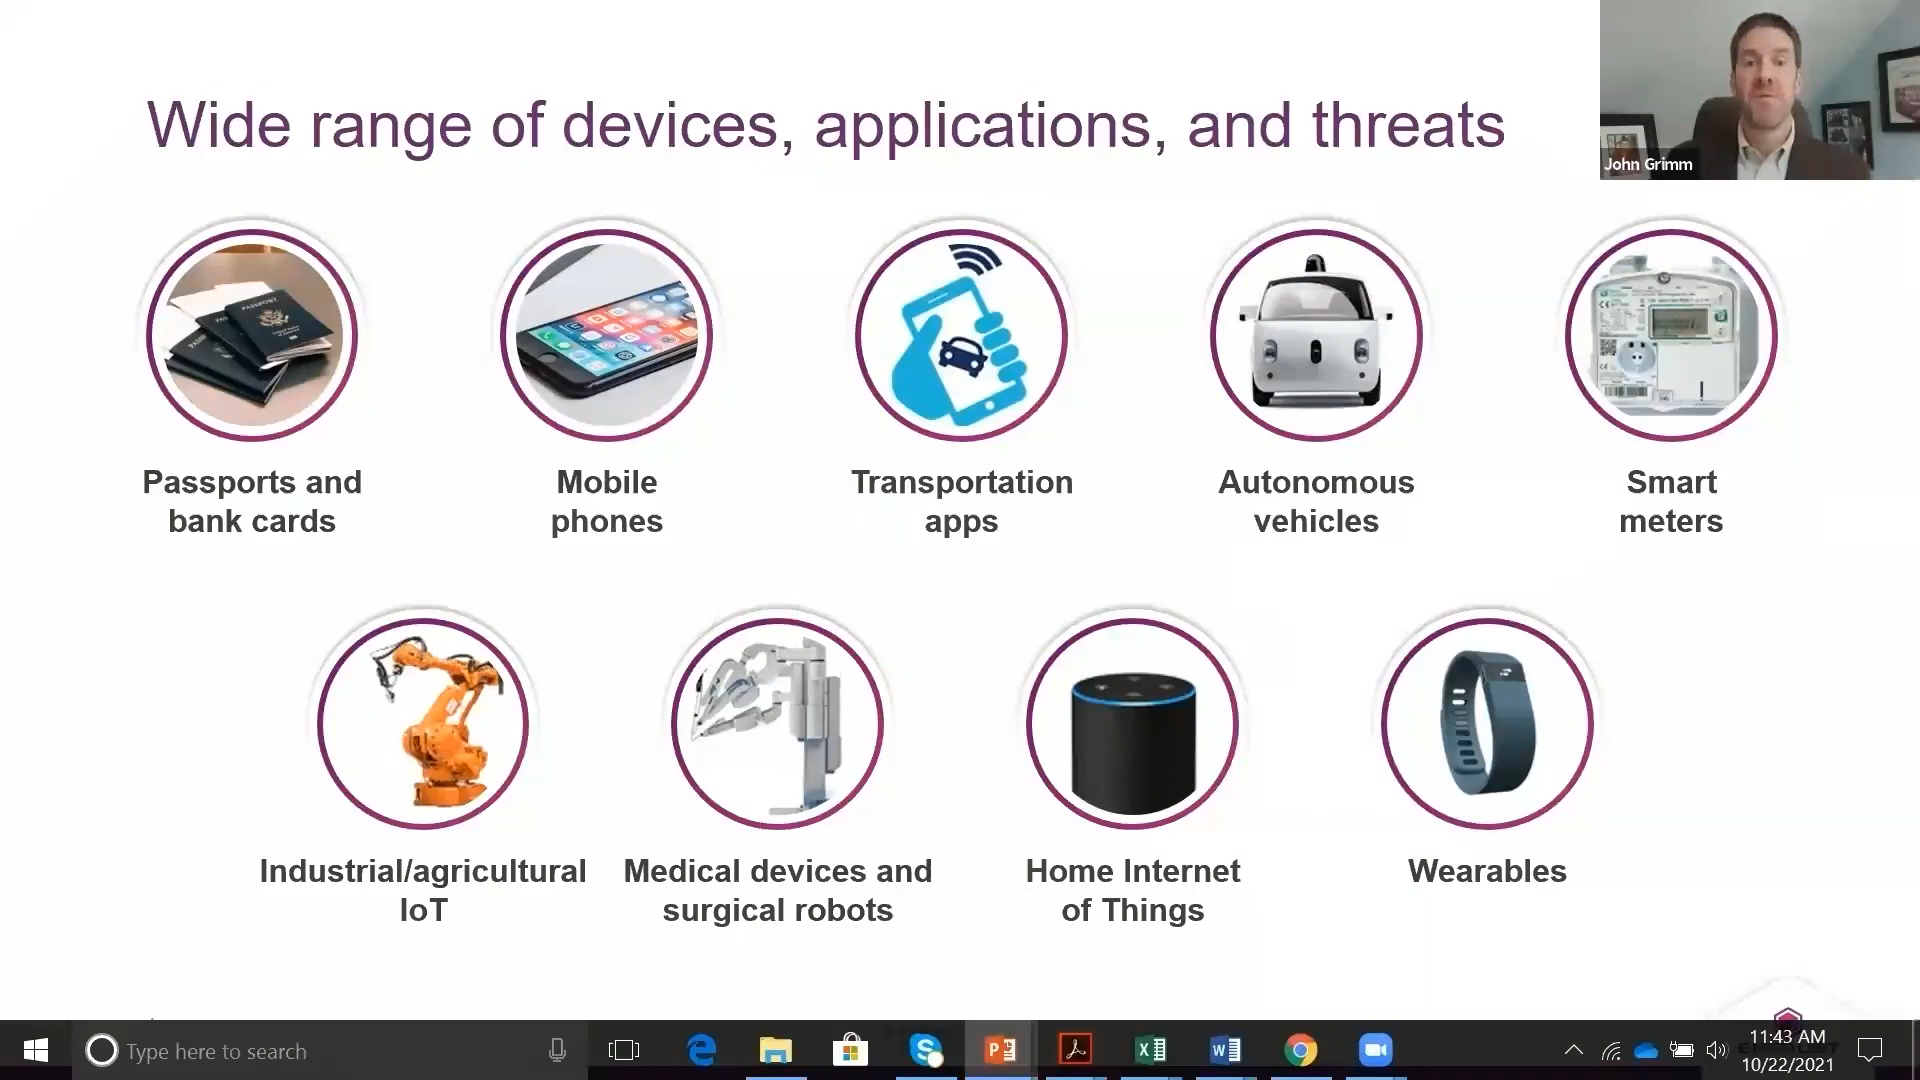 Wide range of devices, applications, and threats
John Grimm
PASSPORT
Passports and
bank cards
Mobile
phones
Transportation
apps
Autonomous
vehicles
Smart
meters
Industrial/agricultural
IoT
Medical devices and
surgical robots
Home Internet
of Things
Wearables
Type here to search
11:43 AM
10/22/2021